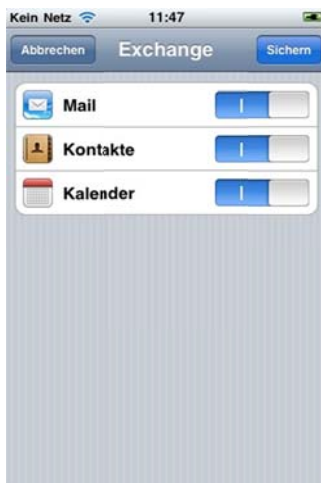 Kein Netz 11:47
Abbrechen Exchange Sichern
Mail
Kontakte
Kalender